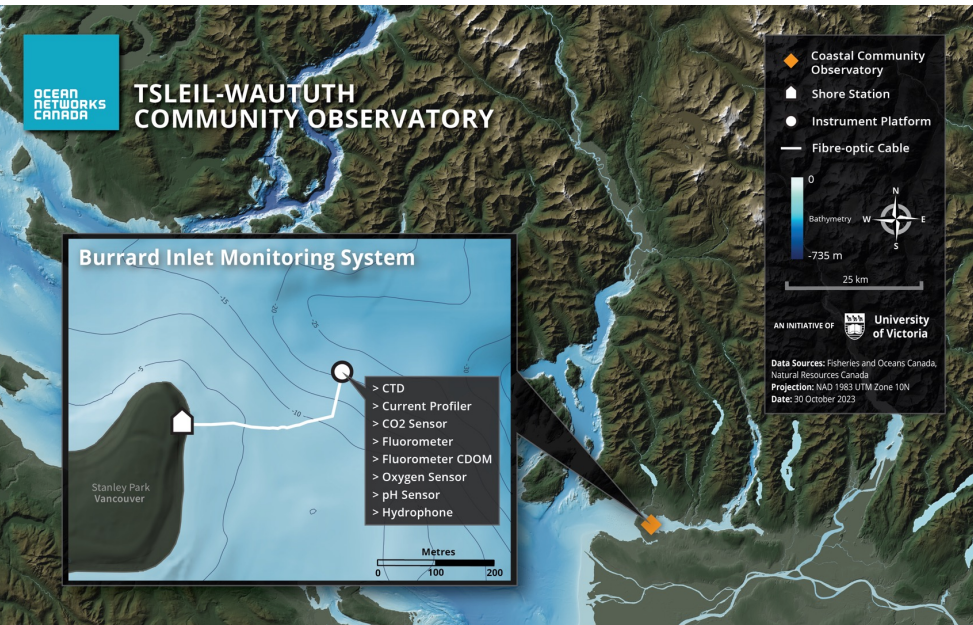 OCEAN
NETWORKS
CANADA
TSLEIL-WAUTUTH
COMMUNITY OBSERVATORY
Coastal Community
Observatory
Shore Station
Instrument Platform
Fibre-optic Cable
0
Bathymetry
-735 m
N
W
E
S
25 km
AN INITIATIVE OF
University
of Victoria
Data Sources: Fisheries and Oceans Canada,
Natural Resources Canada
Projection: NAD 1983 UTM Zone 10N
Date: 30 October 2023
Burrard Inlet Monitoring System
-15
-20
-25
-30
-5
-10
> CTD
> Current Profiler
> CO2 Sensor
> Fluorometer
> Fluorometer CDOM
> Oxygen Sensor
> pH Sensor
> Hydrophone
Stanley Park
Vancouver
Metres
0 100 200